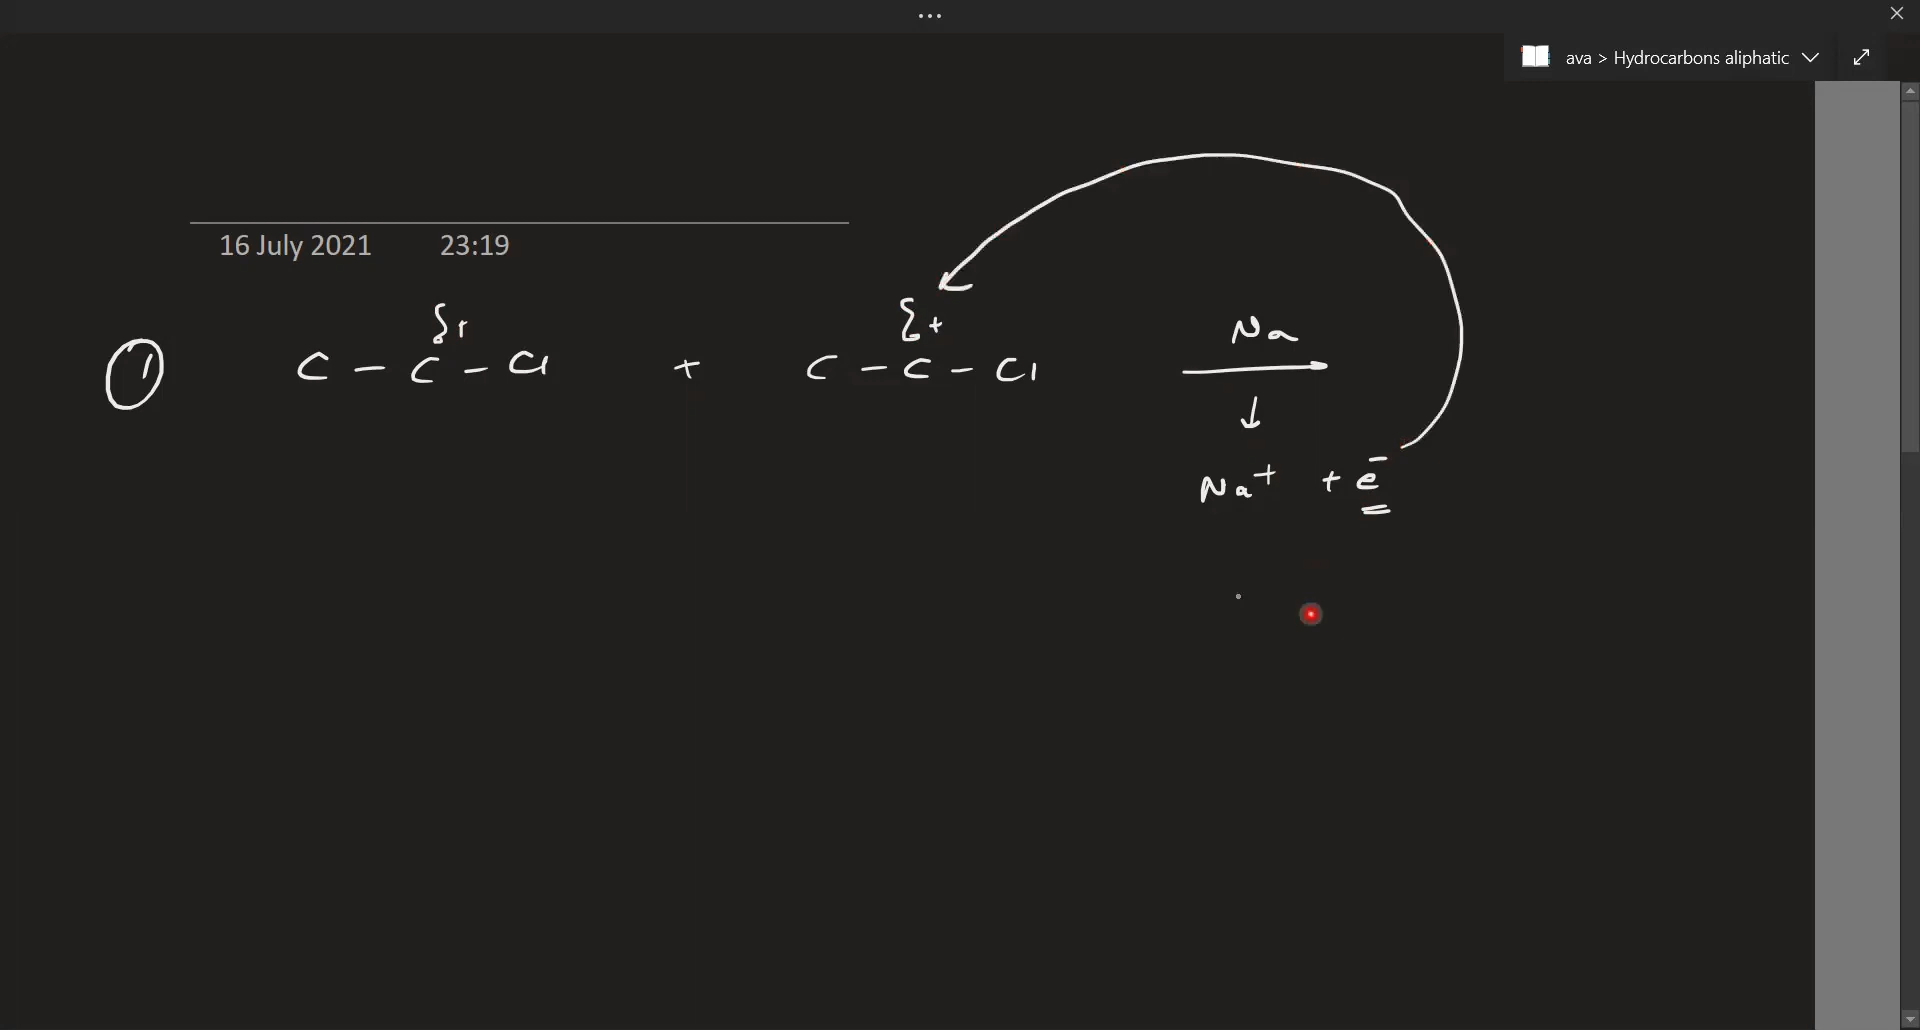 ava > Hydrocarbons aliphatic
16 July 2021 23:19
δ+ δ+
① C - C - Cl + C - C - Cl Na →
↓
Na⁺ + e⁻